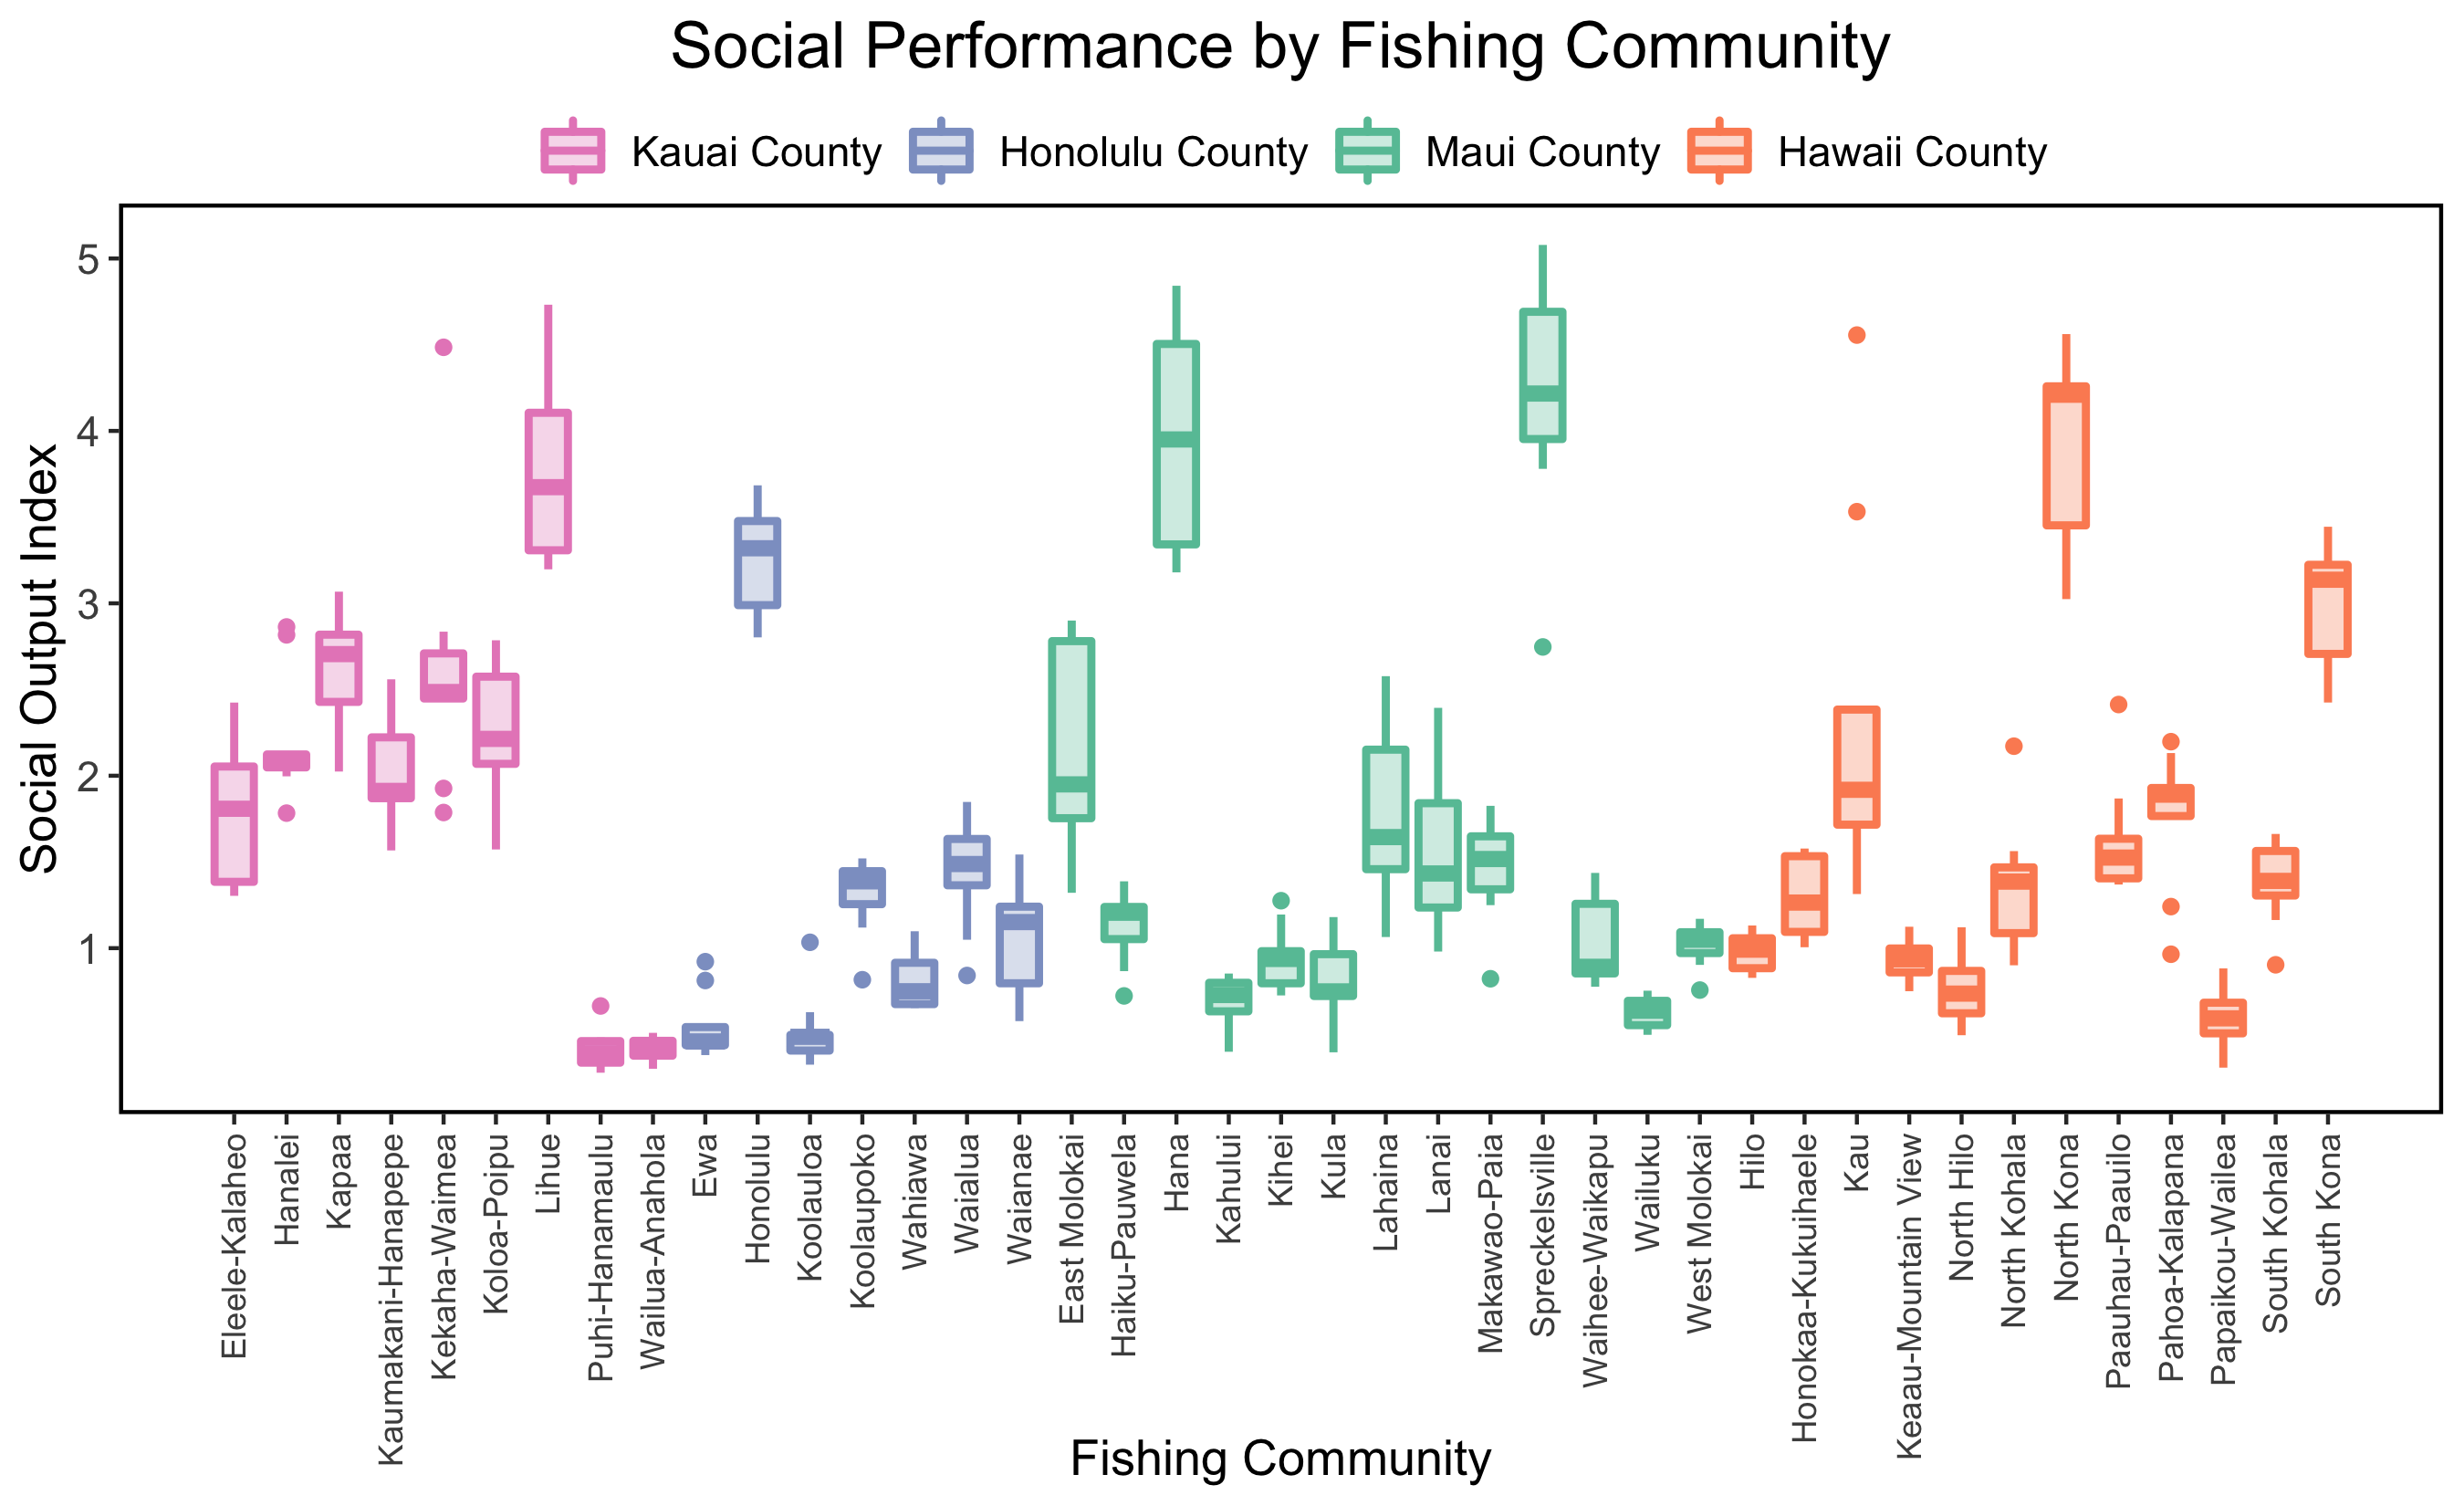 Social Performance by Fishing Community
Kauai County
Honolulu County
Maui County
Hawaii County
Social Output Index
5
4
3
2
1
Eleele-Kalaheo
Hanalei
Kapaa
Kaumakani-Hanapepe
Kekaha-Waimea
Koloa-Poipu
Lihue
Puhi-Hanamaulu
Wailua-Anahola
Ewa
Honolulu
Koolauloa
Koolaupoko
Wahiawa
Waialua
Waianae
East Molokai
Haiku-Pauwela
Hana
Kahului
Kihei
Kula
Lahaina
Lanai
Makawao-Paia
Spreckelsville
Waihee-Waikapu
Wailuku
West Molokai
Hilo
Honokaa-Kukuihaele
Kau
Keaau-Mountain View
North Hilo
North Kohala
North Kona
Paauhau-Paauilo
Pahoa-Kalapana
Papaikou-Wailea
South Kohala
South Kona
Fishing Community